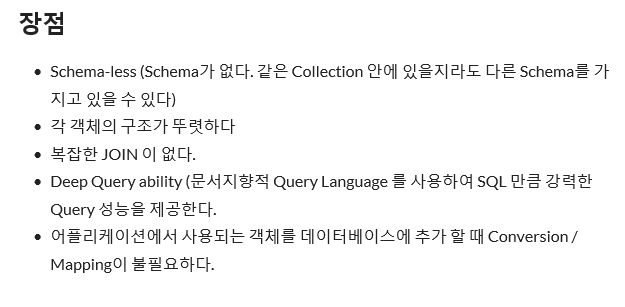 장점
• Schema-less (Schema가 없다. 같은 Collection 안에 있을지라도 다른 Schema를 가
지고 있을 수 있다)
• 각 객체의 구조가 뚜렷하다
• 복잡한 JOIN 이 없다.
• Deep Query ability (문서지향적 Query Language 를 사용하여 SQL 만큼 강력한
Query 성능을 제공한다.
• 어플리케이션에서 사용되는 객체를 데이터베이스에 추가 할 때 Conversion /
Mapping이 불필요하다.